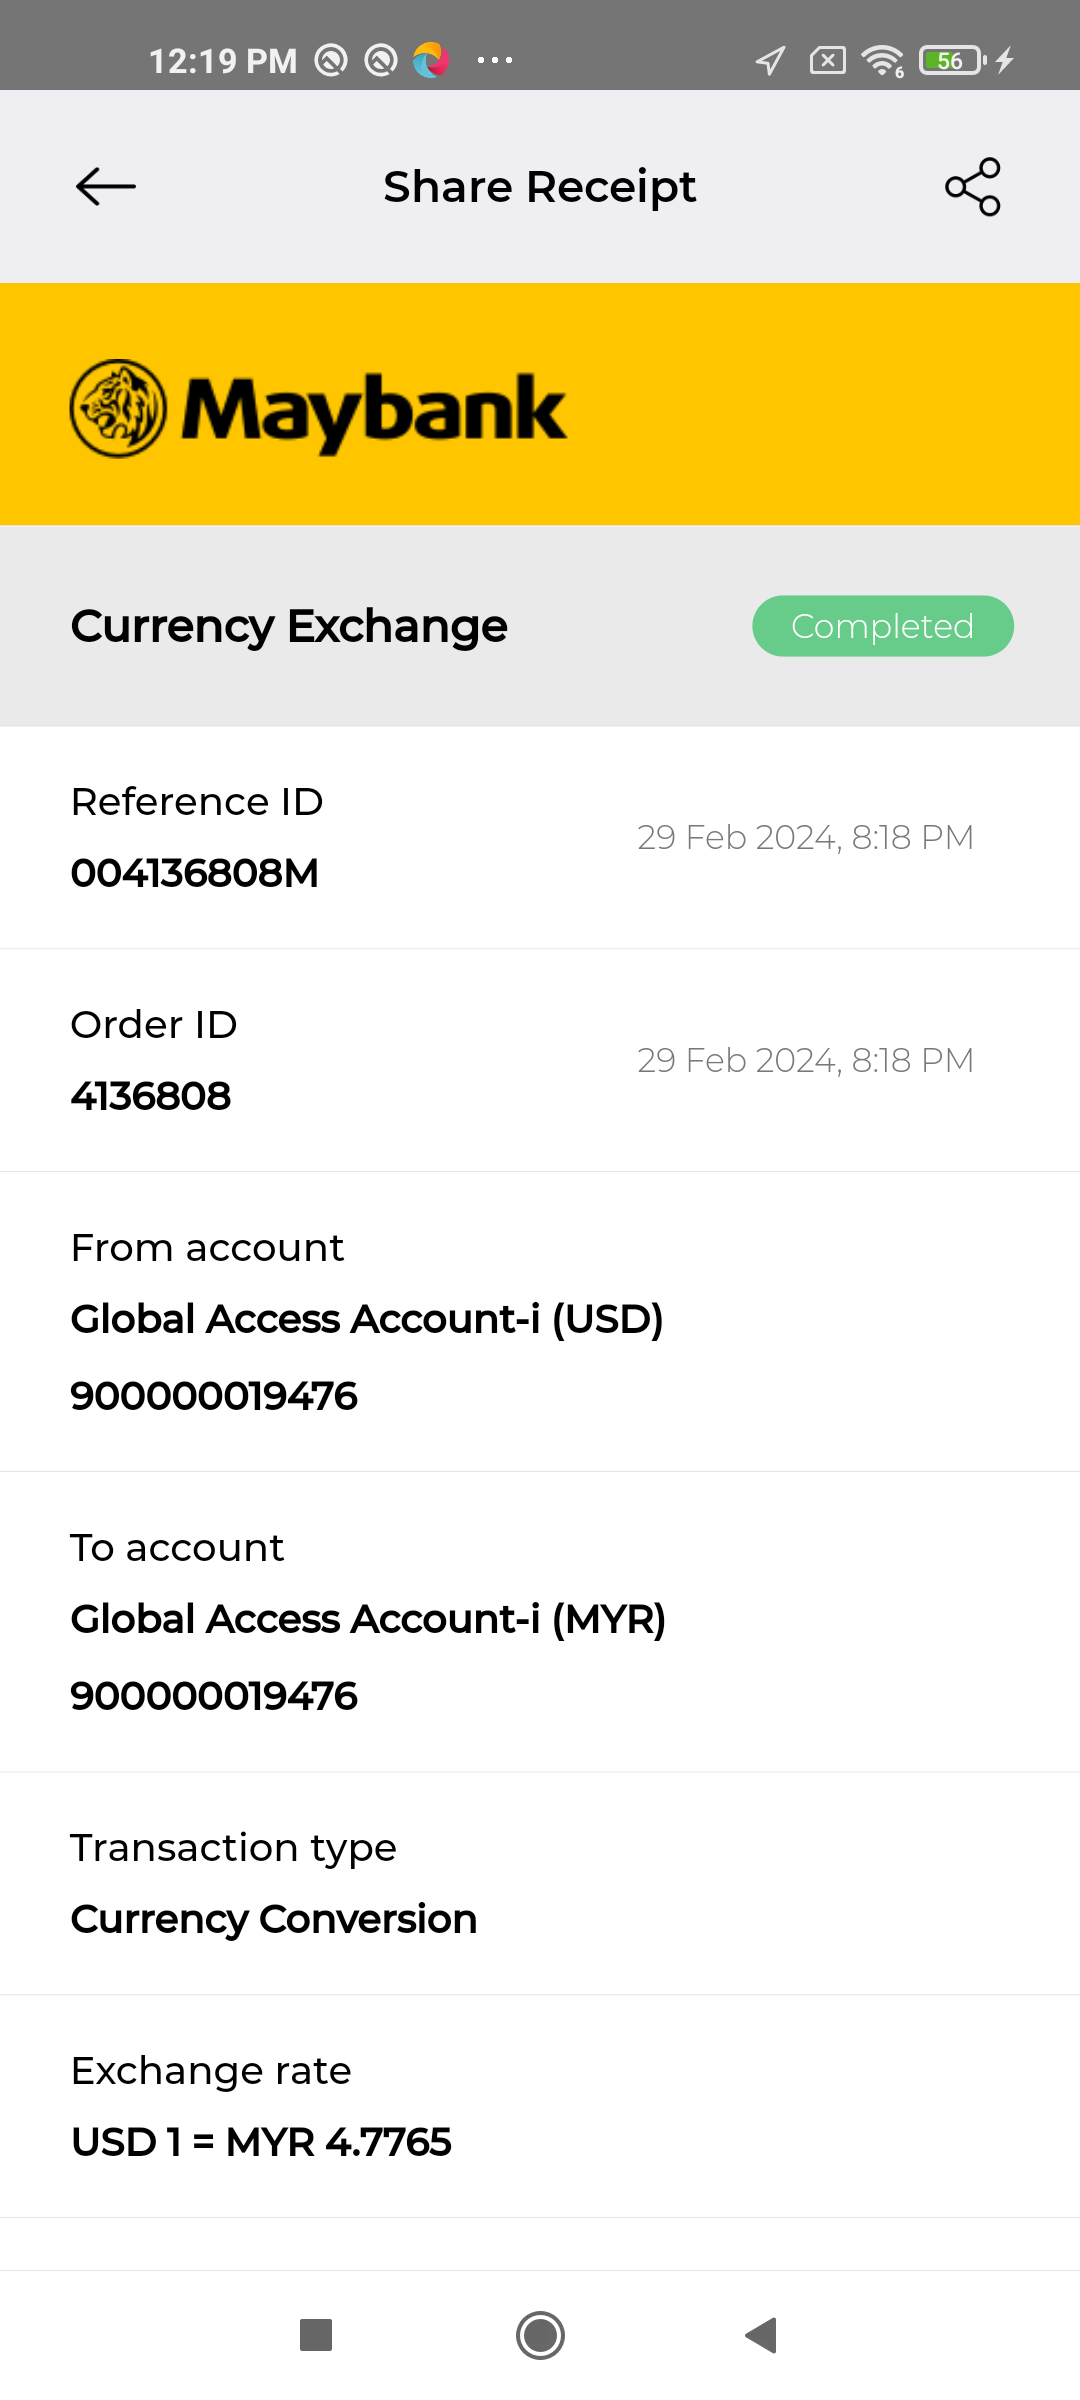 12:19 PM
56
Share Receipt
Maybank
Currency Exchange
Completed
Reference ID
29 Feb 2024, 8:18 PM
004136808M
Order ID
29 Feb 2024, 8:18 PM
4136808
From account
Global Access Account-i (USD)
900000019476
To account
Global Access Account-i (MYR)
900000019476
Transaction type
Currency Conversion
Exchange rate
USD 1 = MYR 4.7765